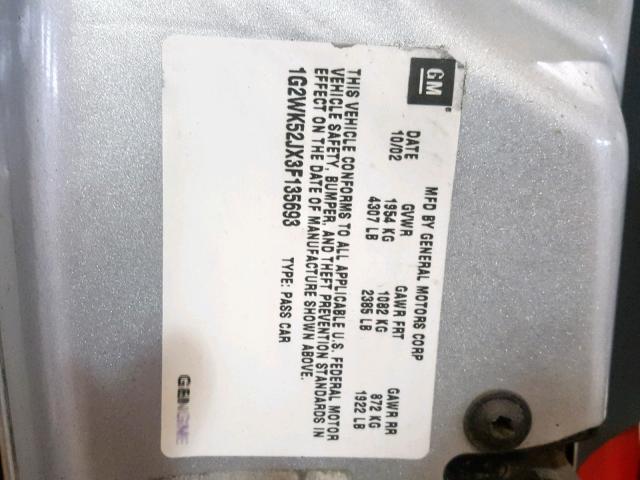 GM
MFD BY GENERAL MOTORS CORP
DATE GVWR GAWR FRT GAWR RR
10/02 1954 KG 1082 KG 872 KG
4307 LB 2385 LB 1922 LB
THIS VEHICLE CONFORMS TO ALL APPLICABLE U.S. FEDERAL MOTOR
VEHICLE SAFETY, BUMPER, AND THEFT PREVENTION STANDARDS IN
EFFECT ON THE DATE OF MANUFACTURE SHOWN ABOVE.
1G2WK52JX3F135693 TYPE: PASS CAR